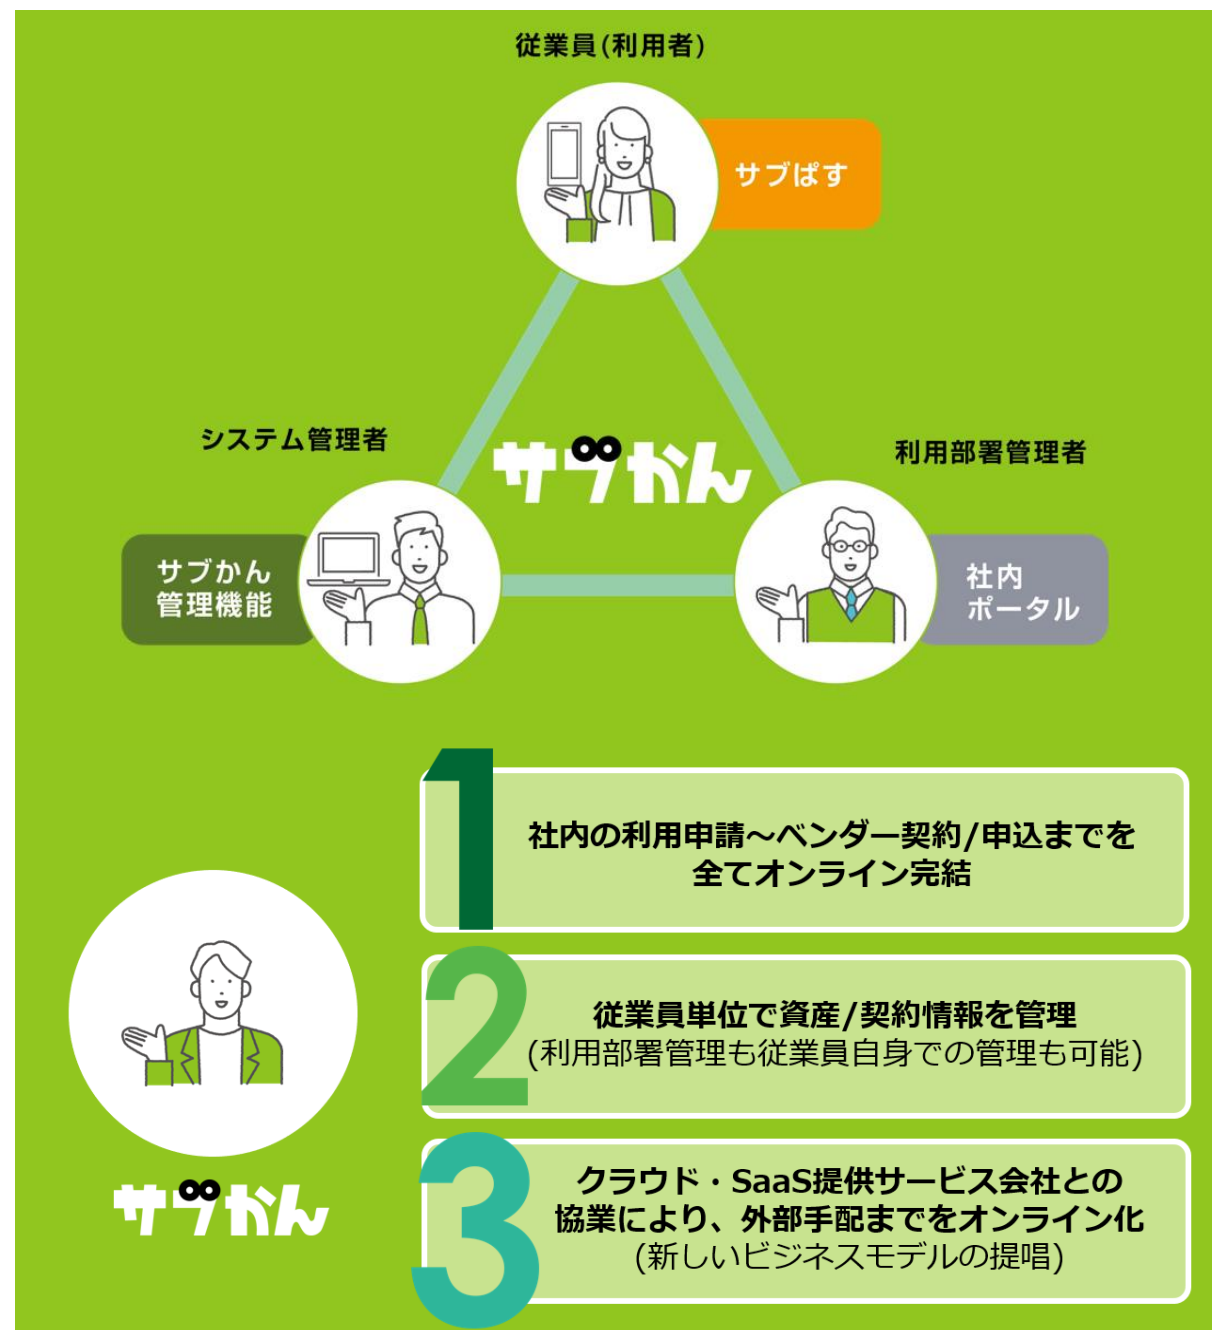 従業員(利用者)
サブぱす
システム管理者
サブかん
利用部署管理者
サブかん
管理機能
社内
ポータル
1
社内の利用申請～ベンダー契約/申込までを
全てオンライン完結
2
従業員単位で資産/契約情報を管理
(利用部署管理も従業員自身での管理も可能)
3
クラウド・SaaS提供サービス会社との
協業により、外部手配までをオンライン化
(新しいビジネスモデルの提唱)
サブかん